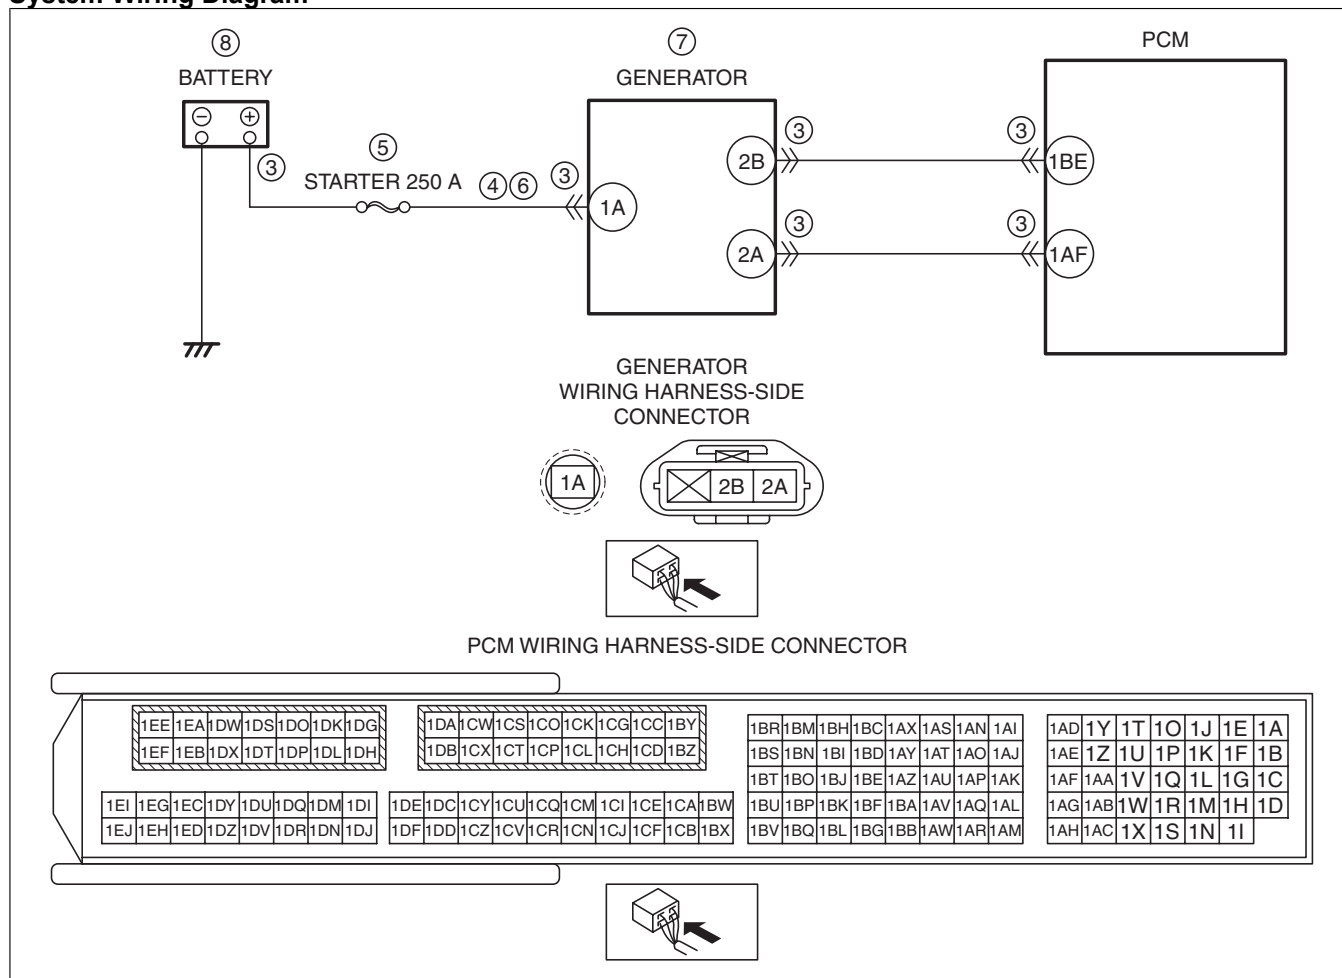 System Wiring Diagram
⑧ ⑦ PCM
BATTERY GENERATOR
⊖ ⊕
⑤ ③ ③ ③
③ STARTER 250 A ④⑥ ③ 2B 1BE
1A
③ ③
2A 1AF
GENERATOR
WIRING HARNESS-SIDE
CONNECTOR
1A 2B 2A
PCM WIRING HARNESS-SIDE CONNECTOR
1EE 1EA 1DW 1DS 1DO 1DK 1DG 1DA 1CW 1CS 1CO 1CK 1CG 1CC 1BY 1BR 1BM 1BH 1BC 1AX 1AS 1AN 1AI 1AD 1Y 1T 1O 1J 1E 1A
1EF 1EB 1DX 1DT 1DP 1DL 1DH 1DB 1CX 1CT 1CP 1CL 1CH 1CD 1BZ 1BS 1BN 1BI 1BD 1AY 1AT 1AO 1AJ 1AE 1Z 1U 1P 1K 1F 1B
1BT 1BO 1BJ 1BE 1AZ 1AU 1AP 1AK 1AF 1AA 1V 1Q 1L 1G 1C
1EI 1EG 1EC 1DY 1DU 1DQ 1DM 1DI 1DE 1DC 1CY 1CU 1CQ 1CM 1CI 1CE 1CA 1BW 1BU 1BP 1BK 1BF 1BA 1AV 1AQ 1AL 1AG 1AB 1W 1R 1M 1H 1D
1EJ 1EH 1ED 1DZ 1DV 1DR 1DN 1DJ 1DF 1DD 1CZ 1CV 1CR 1CN 1CJ 1CF 1CB 1BX 1BV 1BQ 1BL 1BG 1BB 1AW 1AR 1AM 1AH 1AC 1X 1S 1N 1I